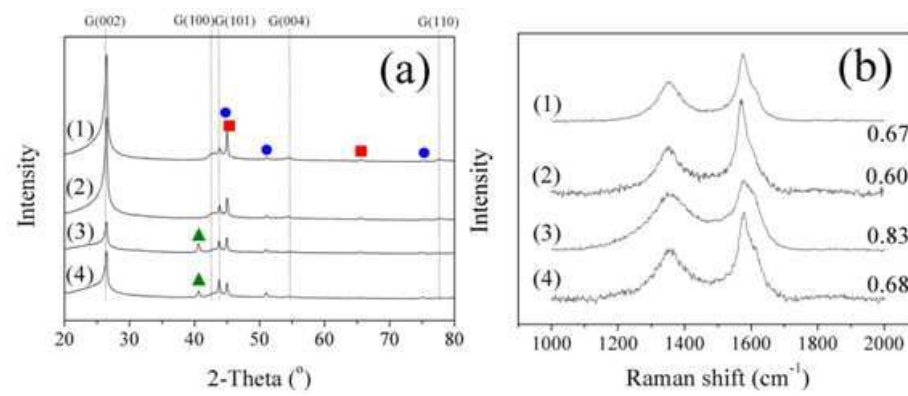 G(002) G(100) G(101) G(004) G(110)
(a)
(1)
(2)
(3)
(4)
Intensity
20 30 40 50 60 70 80
2-Theta (°)
(b)
(1)
0.67
(2)
0.60
(3)
0.83
(4)
0.68
Intensity
1000 1200 1400 1600 1800 2000
Raman shift (cm⁻¹)